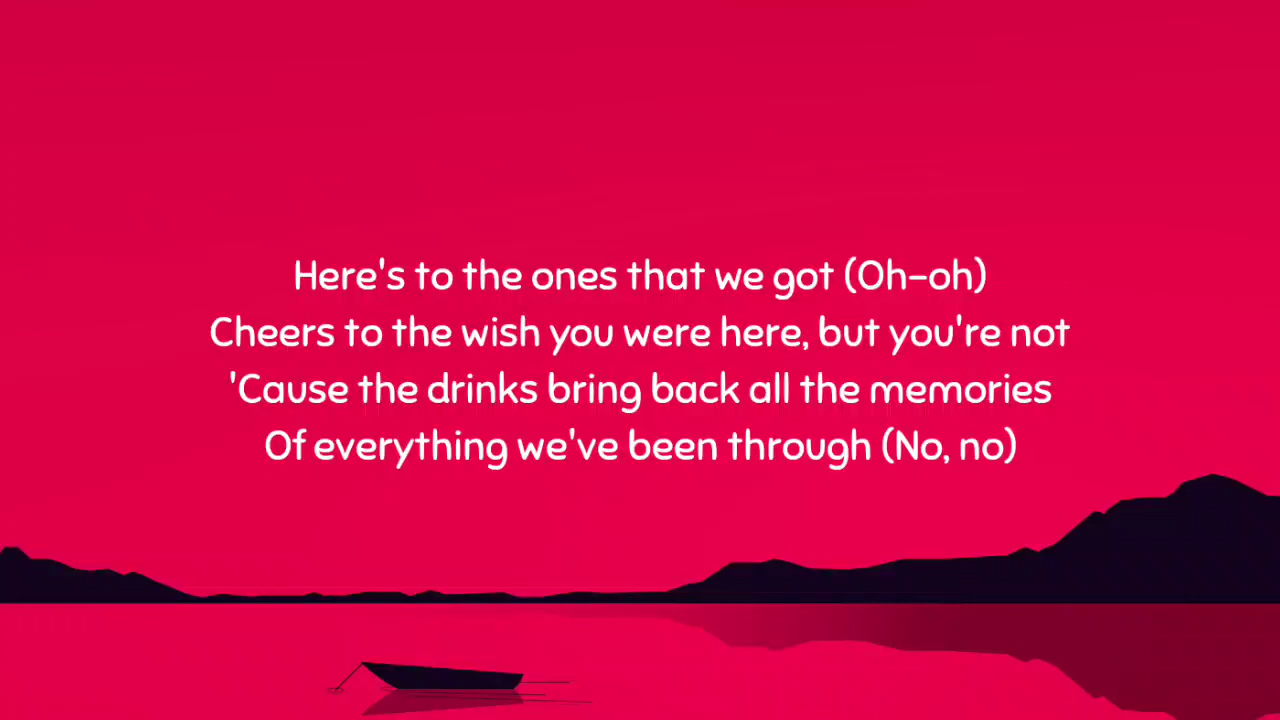 Here's to the ones that we got (Oh-oh)
Cheers to the wish you were here, but you're not
'Cause the drinks bring back all the memories
Of everything we've been through (No, no)